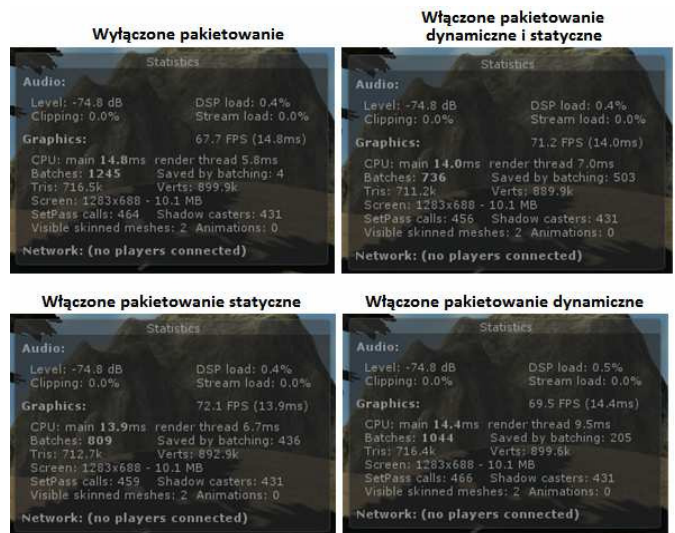 Wyłączone pakietowanie
Statistics
Audio:
Level: -74.8 dB DSP load: 0.4%
Clipping: 0.0% Stream load: 0.0%
Graphics: 67.7 FPS (14.8ms)
CPU: main 14.8ms render thread 5.8ms
Batches: 1245 Saved by batching: 4
Tris: 716.5k Verts: 899.9k
Screen: 1283x688 - 10.1 MB
SetPass calls: 464 Shadow casters: 431
Visible skinned meshes: 2 Animations: 0
Network: (no players connected)
Włączone pakietowanie
dynamiczne i statyczne
Statistics
Audio:
Level: -74.8 dB DSP load: 0.4%
Clipping: 0.0% Stream load: 0.0%
Graphics: 71.2 FPS (14.0ms)
CPU: main 14.0ms render thread 7.0ms
Batches: 736 Saved by batching: 503
Tris: 711.2k Verts: 889.9k
Screen: 1283x688 - 10.1 MB
SetPass calls: 456 Shadow casters: 431
Visible skinned meshes: 2 Animations: 0
Network: (no players connected)
Włączone pakietowanie statyczne
Statistics
Audio:
Level: -74.8 dB DSP load: 0.4%
Clipping: 0.0% Stream load: 0.0%
Graphics: 72.1 FPS (13.9ms)
CPU: main 13.9ms render thread 6.7ms
Batches: 809 Saved by batching: 436
Tris: 712.7k Verts: 892.9k
Screen: 1283x688 - 10.1 MB
SetPass calls: 459 Shadow casters: 431
Visible skinned meshes: 2 Animations: 0
Network: (no players connected)
Włączone pakietowanie dynamiczne
Statistics
Audio:
Level: -74.8 dB DSP load: 0.5%
Clipping: 0.0% Stream load: 0.0%
Graphics: 69.5 FPS (14.4ms)
CPU: main 14.4ms render thread 9.5ms
Batches: 1044 Saved by batching: 205
Tris: 716.4k Verts: 899.6k
Screen: 1283x688 - 10.1 MB
SetPass calls: 466 Shadow casters: 431
Visible skinned meshes: 2 Animations: 0
Network: (no players connected)